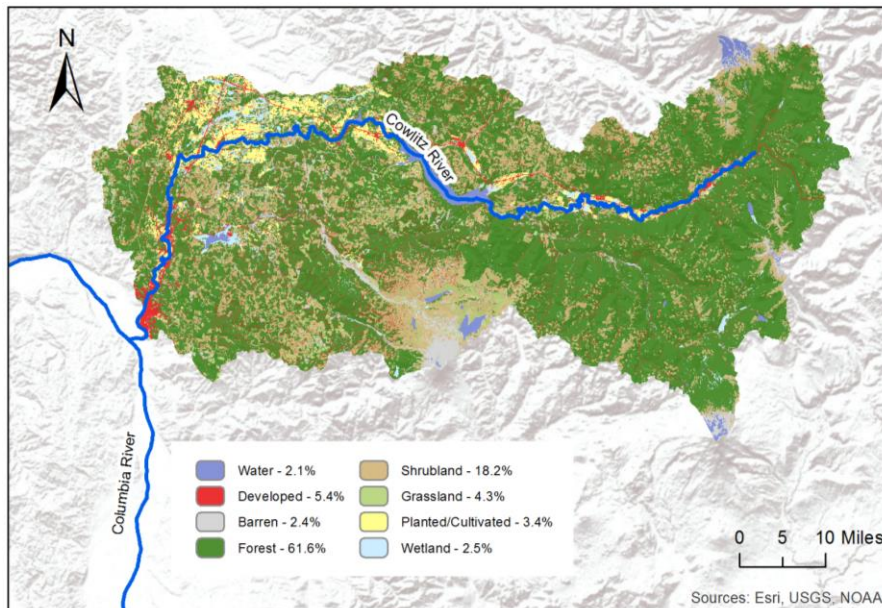 N
Cowlitz River
Columbia River
Water - 2.1%
Developed - 5.4%
Barren - 2.4%
Forest - 61.6%
Shrubland - 18.2%
Grassland - 4.3%
Planted/Cultivated - 3.4%
Wetland - 2.5%
0 5 10 Miles
Sources: Esri, USGS, NOAA